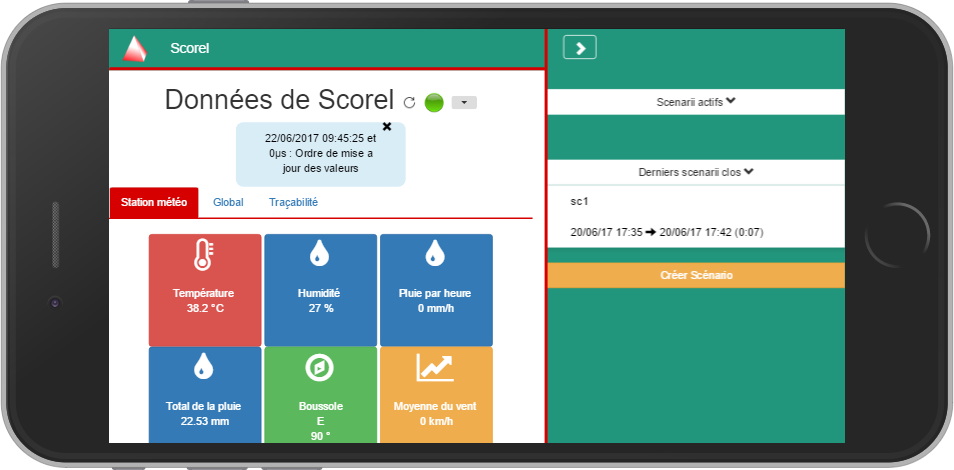 Scorel
Données de Scorel
22/06/2017 09:45:25 et
0µs : Ordre de mise a
jour des valeurs
Station météo
Global
Traçabilité
Température
38.2 °C
Humidité
27 %
Pluie par heure
0 mm/h
Total de la pluie
22.53 mm
Boussole
E
90 °
Moyenne du vent
0 km/h
Scenarii actifs
Derniers scenarii clos
sc1
20/06/17 17:35 ➔ 20/06/17 17:42 (0:07)
Créer Scénario